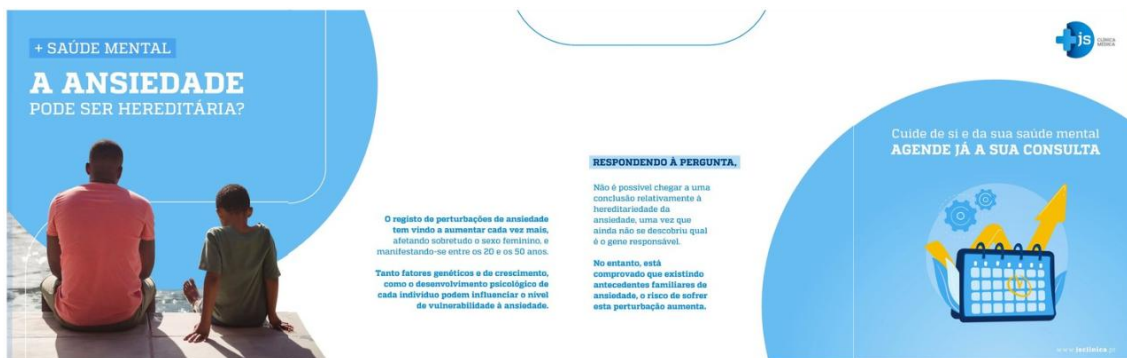 + SAÚDE MENTAL
A ANSIEDADE
PODE SER HEREDITÁRIA?
O registo de perturbações de ansiedade
tem vindo a aumentar cada vez mais,
afetando sobretudo o sexo feminino, e
manifestando-se entre os 20 e os 50 anos.
Tanto fatores genéticos e de crescimento,
como o desenvolvimento psicológico de
cada indivíduo podem influenciar o nível
de vulnerabilidade à ansiedade.
RESPONDENDO À PERGUNTA,
Não é possível chegar a uma
conclusão relativamente à
hereditariedade da
ansiedade, uma vez que
ainda não se descobriu qual
é o gene responsável.
No entanto, está
comprovado que existindo
antecedentes familiares de
ansiedade, o risco de sofrer
esta perturbação aumenta.
js CLÍNICA
MÉDICA
Cuide de si e da sua saúde mental
AGENDE JÁ A SUA CONSULTA
www.jsclinica.pt